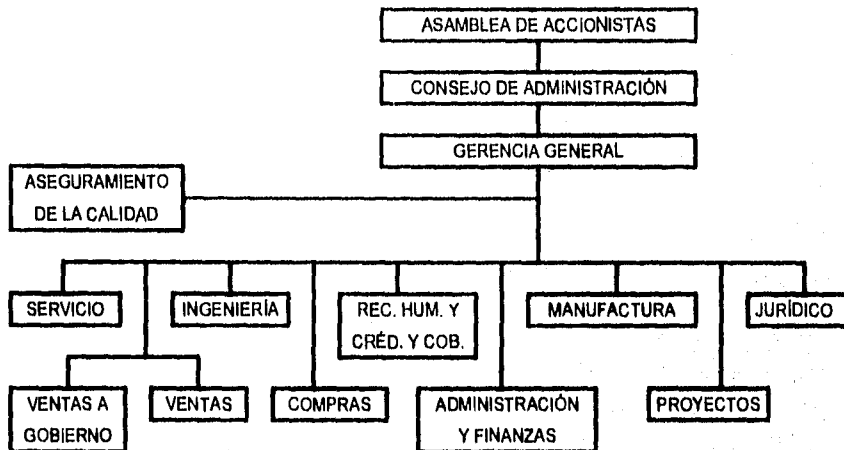 ASAMBLEA DE ACCIONISTAS
CONSEJO DE ADMINISTRACIÓN
GERENCIA GENERAL
ASEGURAMIENTO
DE LA CALIDAD
SERVICIO
INGENIERÍA
REC. HUM. Y
CRÉD. Y COB.
MANUFACTURA
JURÍDICO
VENTAS A
GOBIERNO
VENTAS
COMPRAS
ADMINISTRACIÓN
Y FINANZAS
PROYECTOS